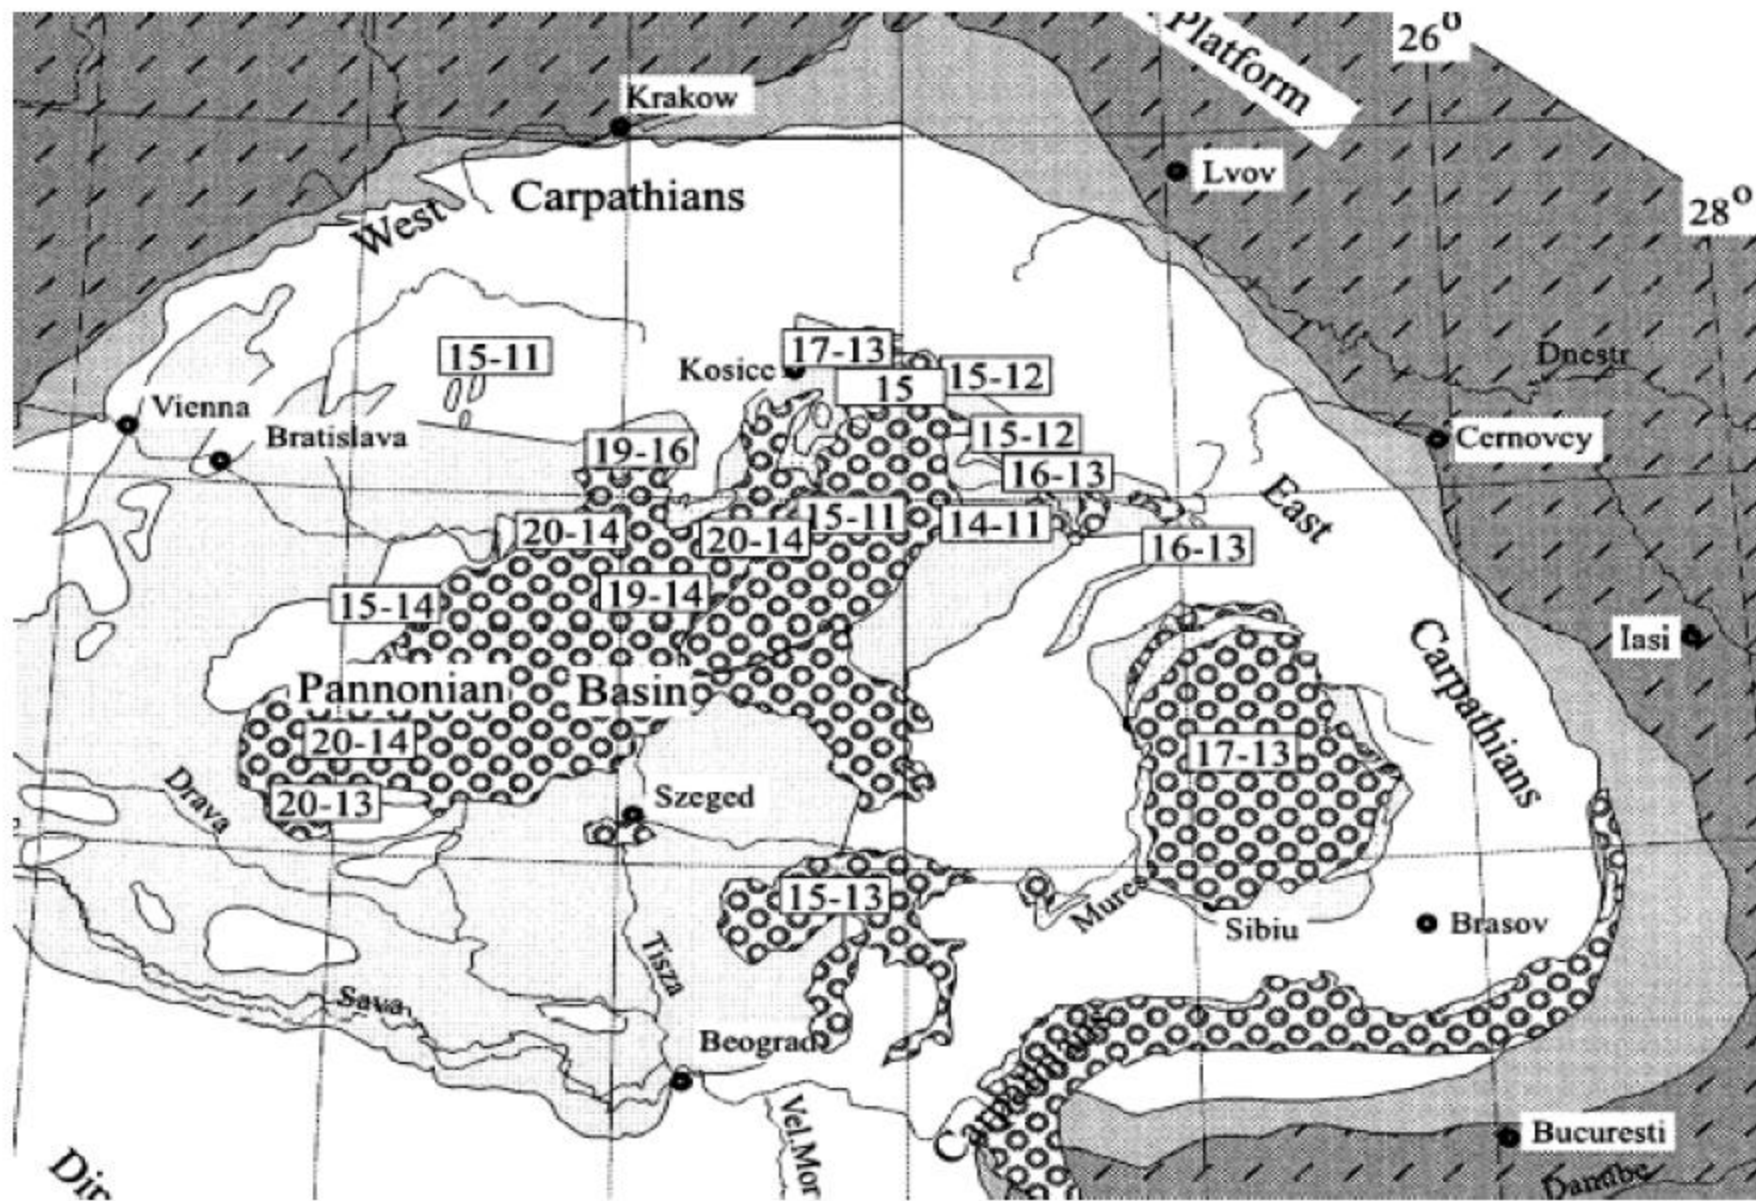 Platform
26°
Krakow
Lvov
28°
West
Carpathians
Dnestr
15-11
Kosice
17-13
15
15-12
Vienna
Bratislava
19-16
15-12
16-13
Cernovcy
East
20-14
20-14
15-11
14-11
16-13
15-14
19-14
Iasi
Carpathians
Pannonian
Basin
20-14
17-13
20-13
Drava
Szeged
15-13
Mures
Sibiu
Brasov
Tisza
Sava
Beograd
Carpathians
Vel.Mor
Bucuresti
Danube
Dir